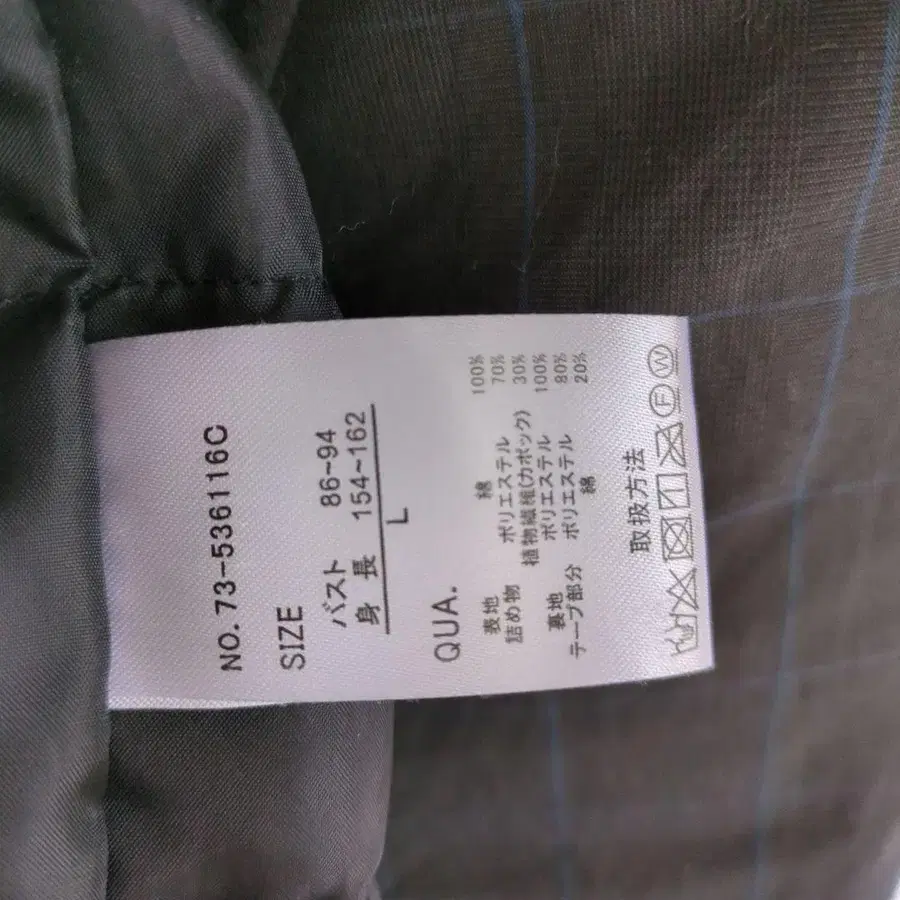 NO. 73-536116C
SIZE
バスト 86~94
身長 154~162
L
QUA.
表地 綿 100%
詰め物 ポリエステル 70%
植物繊維(カポック) 30%
裏地 ポリエステル 100%
テープ部分 ポリエステル 80%
綿 20%
取扱方法
F W